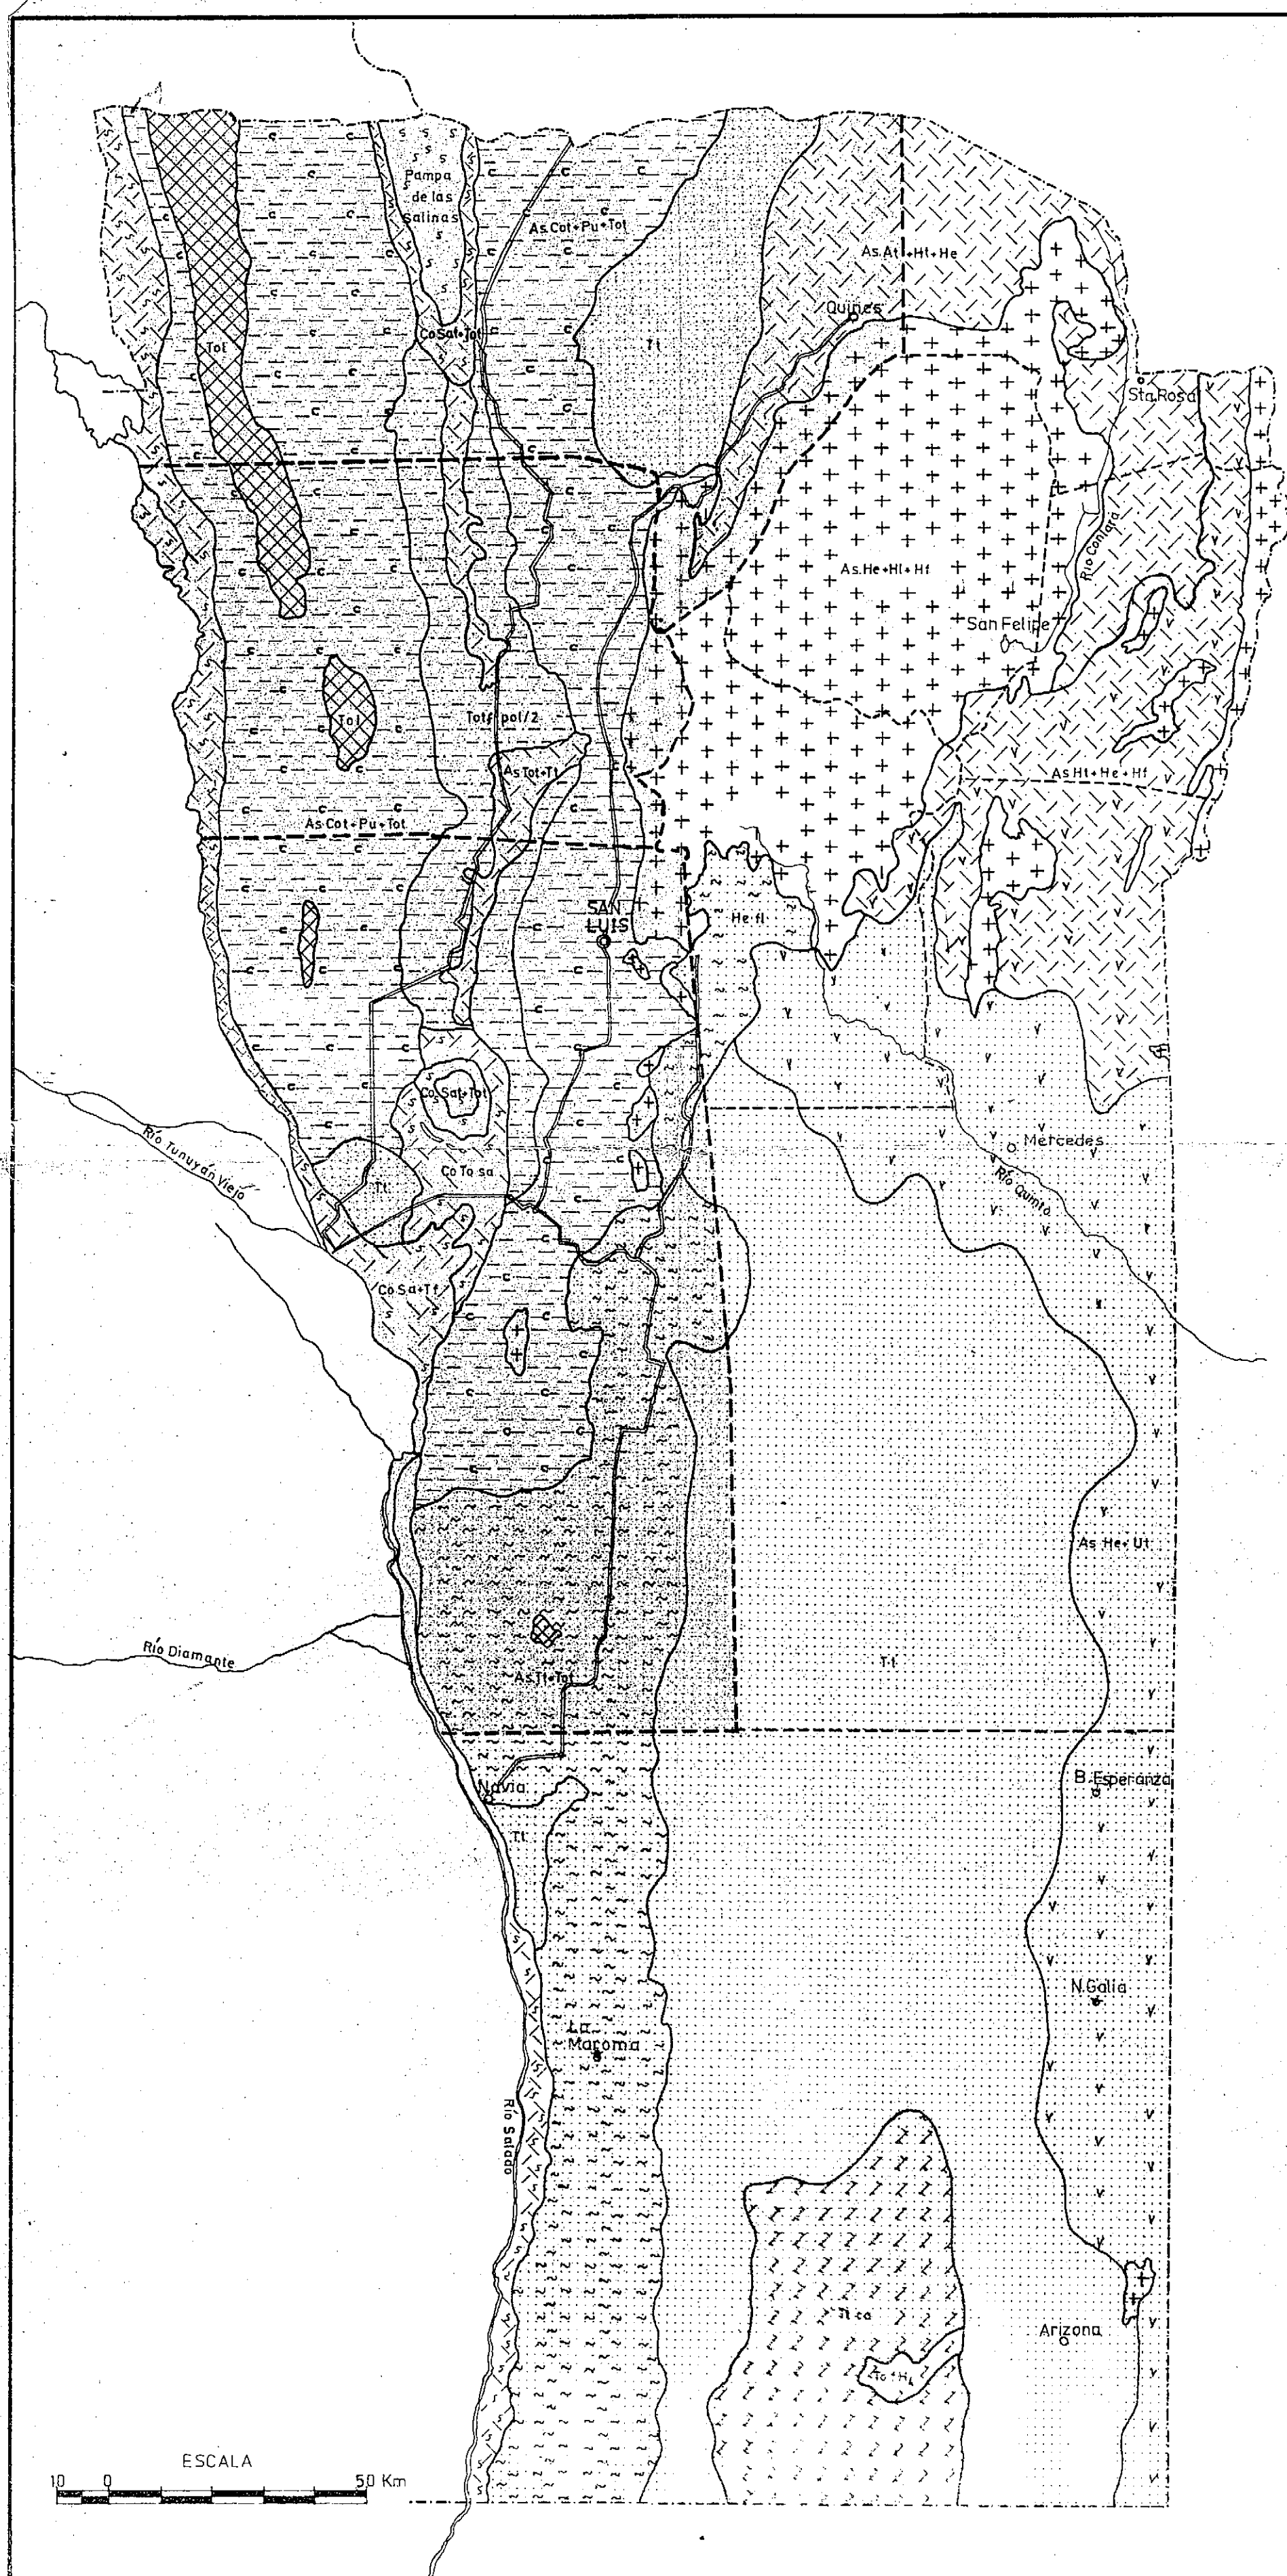 Pampa
de las
Salinas
As.Cot+Pu+Tot
As.At+Ht+He
Quines
Tot
CoSat+Tot
Tt
Sta.Rosa
Río Conlara
As.He+Hl+Hf
San Felipe
Tot
Totf pol/2
As Tot+Tt
As Ht+He+Hf
As Cot+Pu+Tot
SAN
LUIS
He fl
Co Sat+Tot
Mercedes
Río Tunuyán Viejo
Co To sa
Tt
Río Quinto
Co Sa+Tf
As He+Ut
Río Diamante
As.Tt+Tot
Tt
B. Esperanza
Navia
Tt
N.Galia
La
Maroma
Río Salado
Tt ca
Arizona
ESCALA
10 0 50 Km